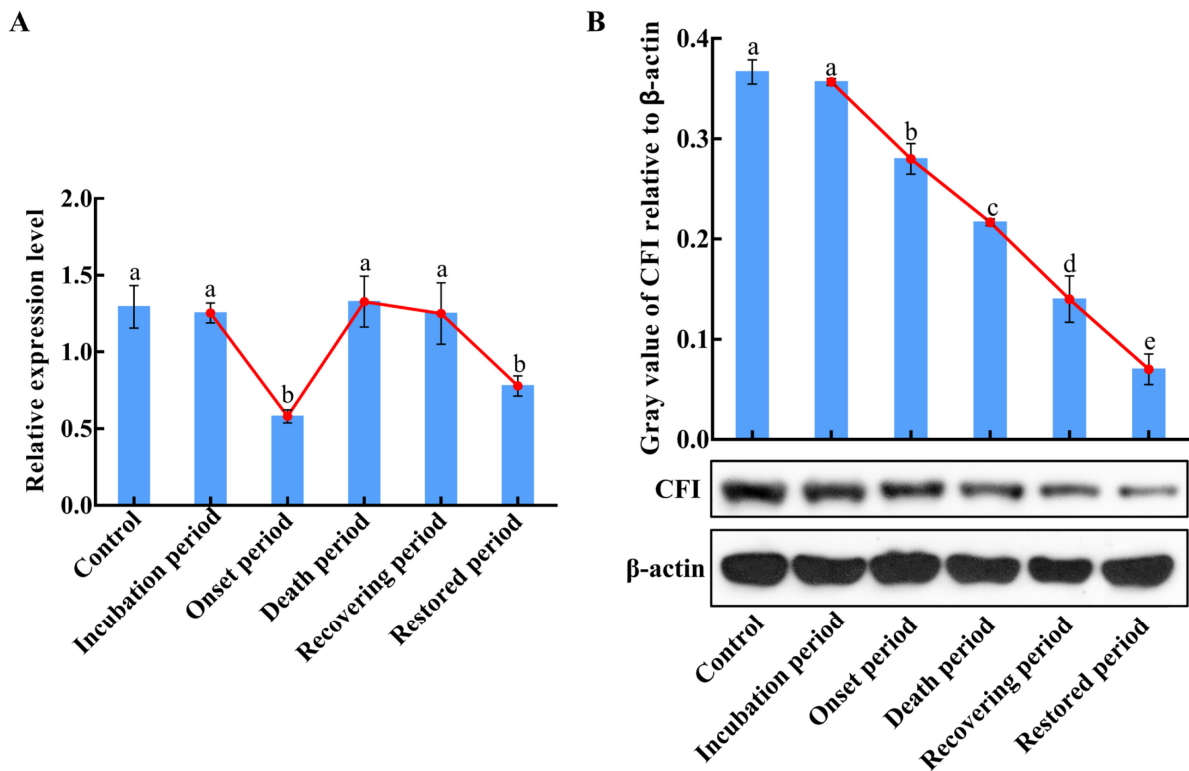 A
Relative expression level
2.0
1.5
1.0
0.5
0.0
a
a
b
a
a
b
Control
Incubation period
Onset period
Death period
Recovering period
Restored period
B
Gray value of CFI relative to β-actin
0.4
0.3
0.2
0.1
0.0
a
a
b
c
d
e
CFI
β-actin
Control
Incubation period
Onset period
Death period
Recovering period
Restored period